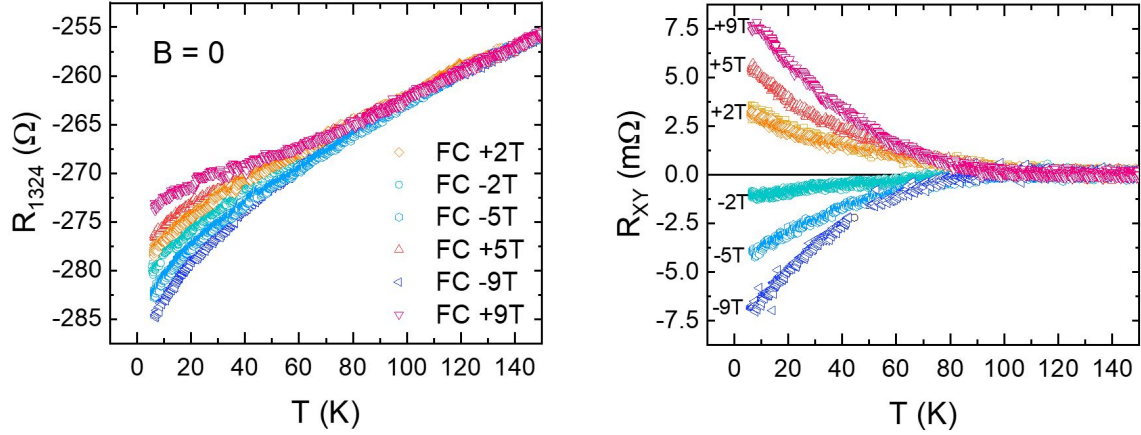 B = 0
R1324 (Ω)
-255
-260
-265
-270
-275
-280
-285
FC +2T
FC -2T
FC -5T
FC +5T
FC -9T
FC +9T
0 20 40 60 80 100 120 140
T (K)
RXY (mΩ)
7.5
5.0
2.5
0.0
-2.5
-5.0
-7.5
+9T
+5T
+2T
-2T
-5T
-9T
0 20 40 60 80 100 120 140
T (K)